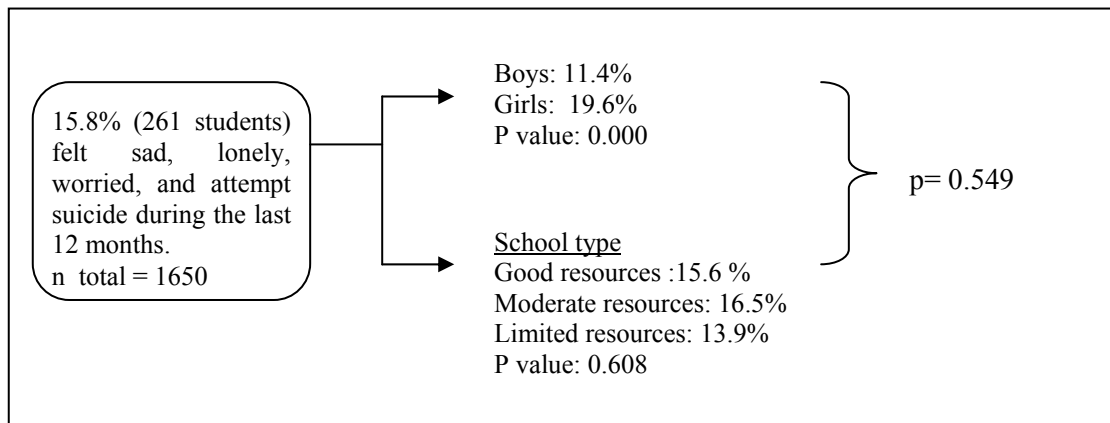 15.8% (261 students)
felt sad, lonely,
worried, and attempt
suicide during the last
12 months.
n total = 1650
Boys: 11.4%
Girls: 19.6%
P value: 0.000
School type
Good resources :15.6 %
Moderate resources: 16.5%
Limited resources: 13.9%
P value: 0.608
p= 0.549